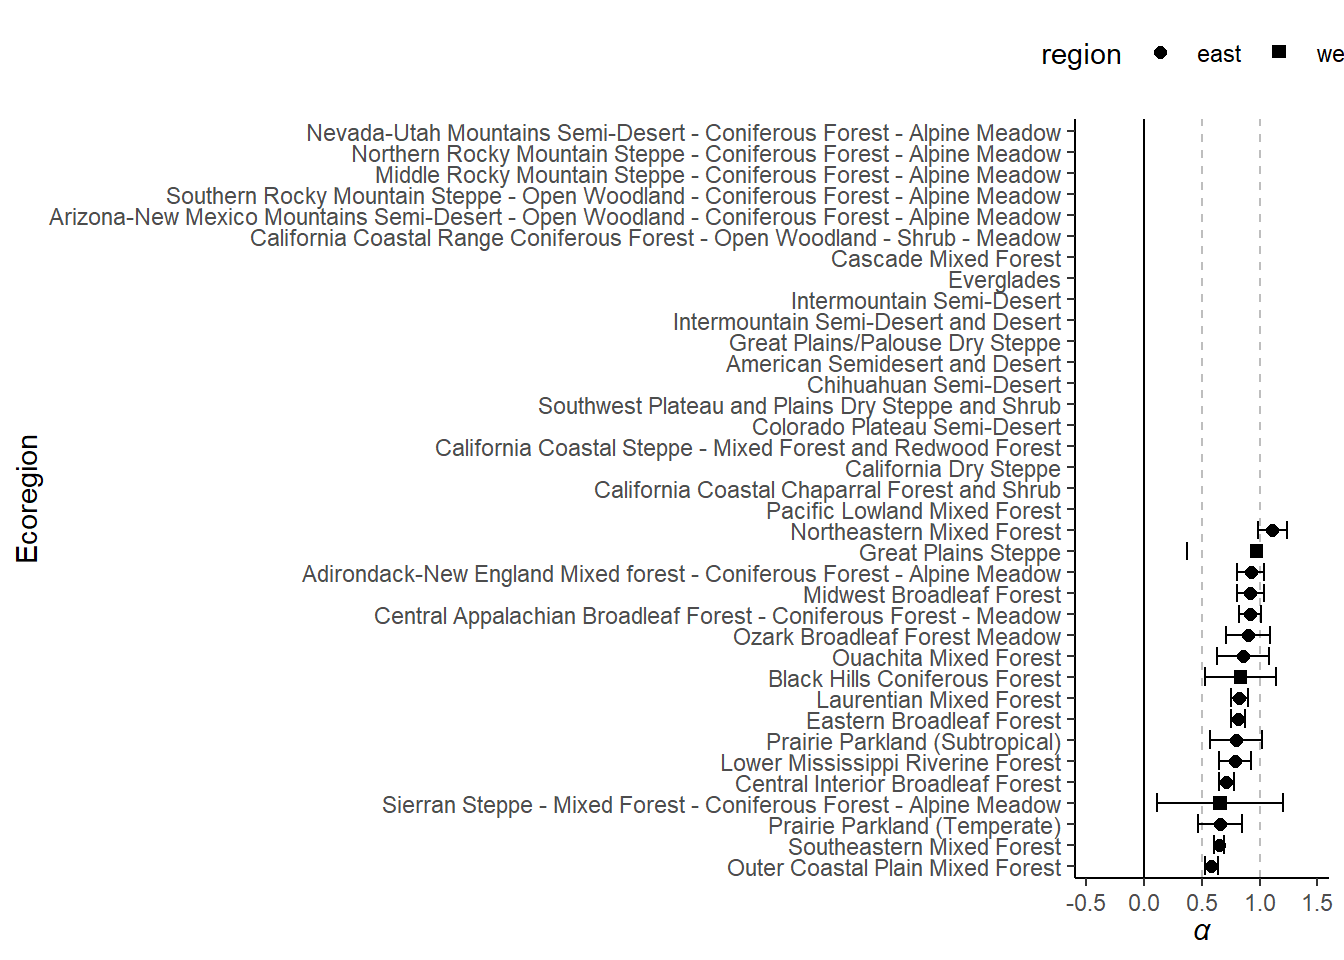 region east we
Nevada-Utah Mountains Semi-Desert - Coniferous Forest - Alpine Meadow
Northern Rocky Mountain Steppe - Coniferous Forest - Alpine Meadow
Middle Rocky Mountain Steppe - Coniferous Forest - Alpine Meadow
Southern Rocky Mountain Steppe - Open Woodland - Coniferous Forest - Alpine Meadow
Arizona-New Mexico Mountains Semi-Desert - Open Woodland - Coniferous Forest - Alpine Meadow
California Coastal Range Coniferous Forest - Open Woodland - Shrub - Meadow
Cascade Mixed Forest
Everglades
Intermountain Semi-Desert
Intermountain Semi-Desert and Desert
Great Plains/Palouse Dry Steppe
American Semidesert and Desert
Chihuahuan Semi-Desert
Southwest Plateau and Plains Dry Steppe and Shrub
Colorado Plateau Semi-Desert
California Coastal Steppe - Mixed Forest and Redwood Forest
California Dry Steppe
California Coastal Chaparral Forest and Shrub
Pacific Lowland Mixed Forest
Northeastern Mixed Forest
Great Plains Steppe
Adirondack-New England Mixed forest - Coniferous Forest - Alpine Meadow
Midwest Broadleaf Forest
Central Appalachian Broadleaf Forest - Coniferous Forest - Meadow
Ozark Broadleaf Forest Meadow
Ouachita Mixed Forest
Black Hills Coniferous Forest
Laurentian Mixed Forest
Eastern Broadleaf Forest
Prairie Parkland (Subtropical)
Lower Mississippi Riverine Forest
Central Interior Broadleaf Forest
Sierran Steppe - Mixed Forest - Coniferous Forest - Alpine Meadow
Prairie Parkland (Temperate)
Southeastern Mixed Forest
Outer Coastal Plain Mixed Forest
Ecoregion
-0.5 0.0 0.5 1.0 1.5
α